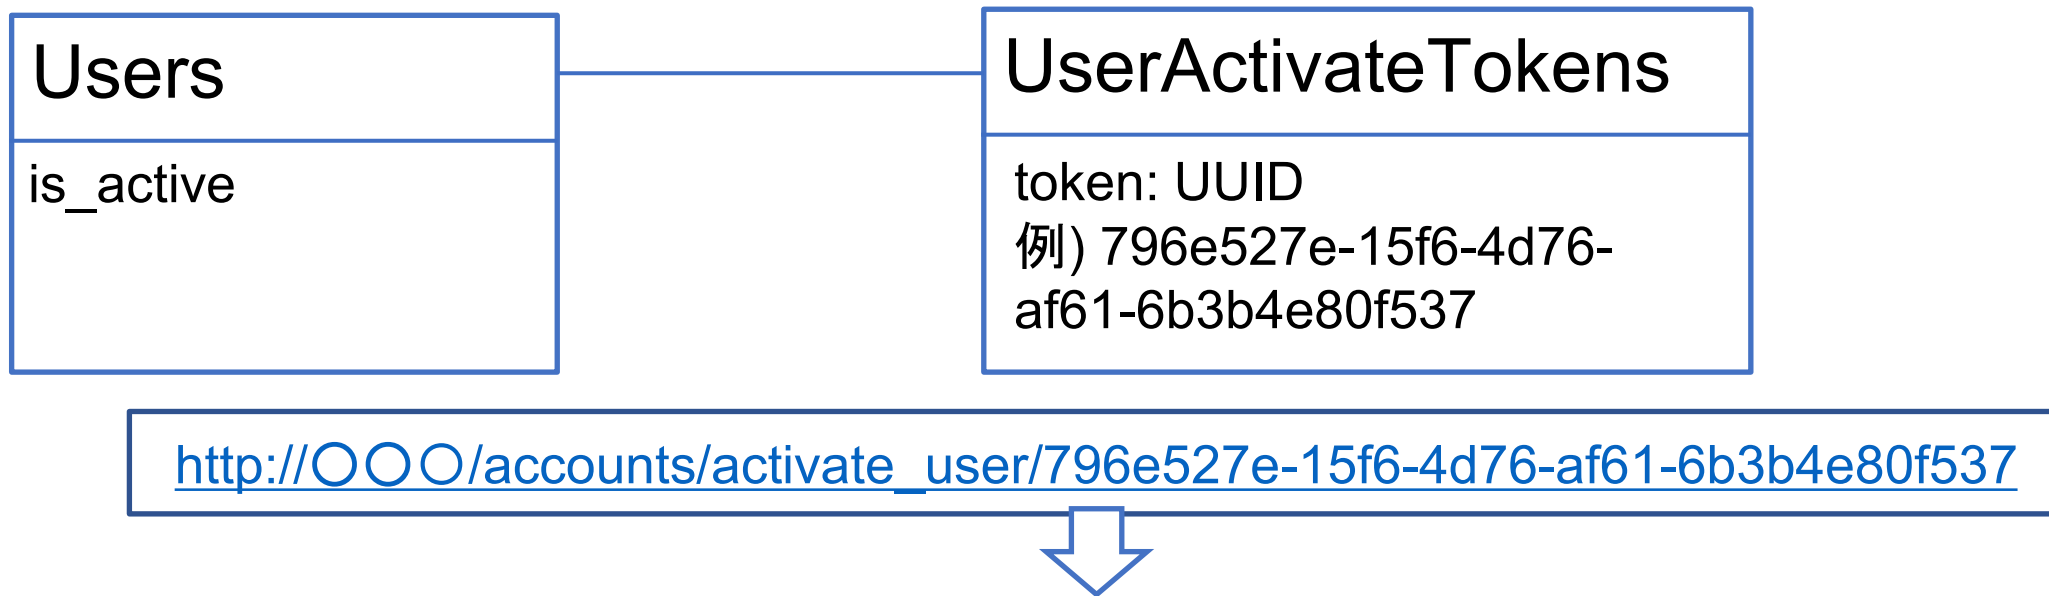 Users
is_active
UserActivateTokens
token: UUID
例) 796e527e-15f6-4d76-
af61-6b3b4e80f537
http://〇〇〇/accounts/activate_user/796e527e-15f6-4d76-af61-6b3b4e80f537